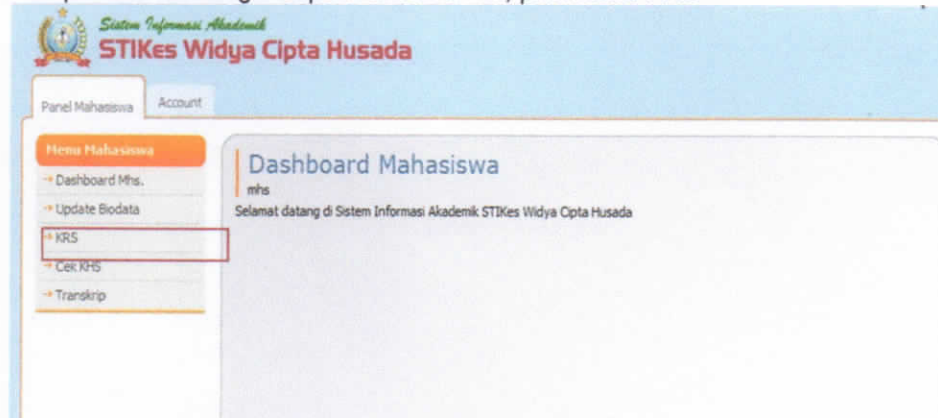 Sistem Informasi Akademik
STIKes Widya Cipta Husada
Panel Mahasiswa
Account
Menu Mahasiswa
Dashboard Mhs.
Update Biodata
KRS
Cek KHS
Transkrip
Dashboard Mahasiswa
mhs
Selamat datang di Sistem Informasi Akademik STIKes Widya Cipta Husada